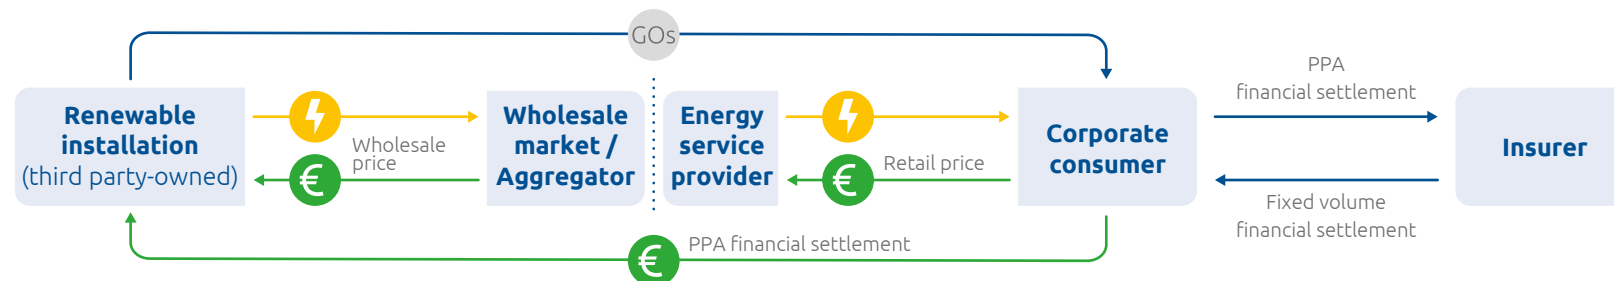 GOs
Renewable
installation
(third party-owned)
Wholesale
price
Wholesale
market /
Aggregator
Energy
service
provider
Retail price
Corporate
consumer
PPA
financial settlement
Fixed volume
financial settlement
Insurer
PPA financial settlement